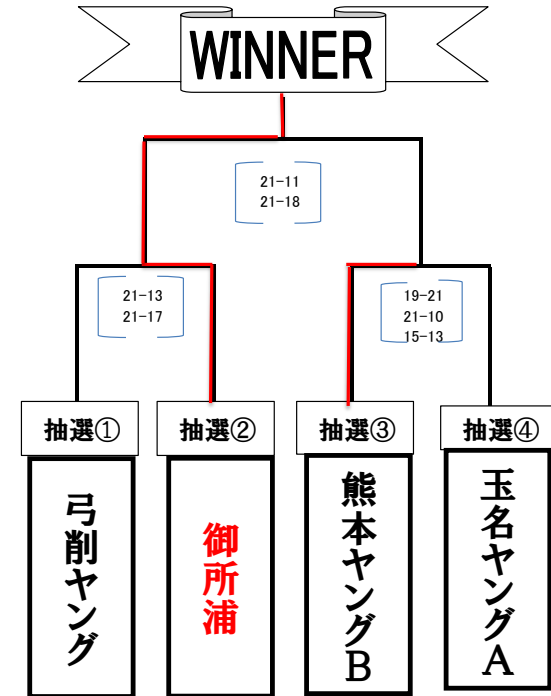 WINNER
21-11
21-18
21-13
21-17
19-21
21-10
15-13
抽選①
抽選②
抽選③
抽選④
弓削ヤング
御所浦
熊本ヤングB
玉名ヤングA